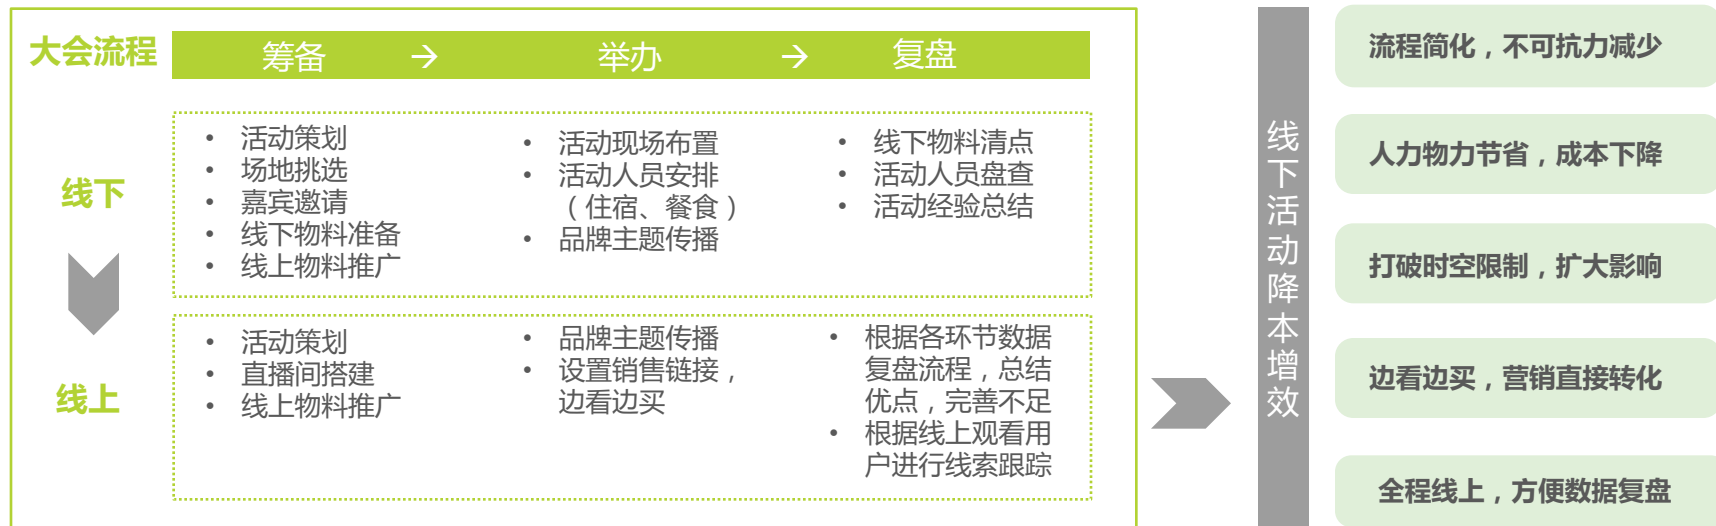 大会流程
筹备 → 举办 → 复盘
线下
• 活动策划
• 场地挑选
• 嘉宾邀请
• 线下物料准备
• 线上物料推广
• 活动现场布置
• 活动人员安排
（住宿、餐食）
• 品牌主题传播
• 线下物料清点
• 活动人员盘查
• 活动经验总结
线上
• 活动策划
• 直播间搭建
• 线上物料推广
• 品牌主题传播
• 设置销售链接，
边看边买
• 根据各环节数据
复盘流程，总结
优点，完善不足
• 根据线上观看用
户进行线索跟踪
线下活动降本增效
流程简化，不可抗力减少
人力物力节省，成本下降
打破时空限制，扩大影响
边看边买，营销直接转化
全程线上，方便数据复盘